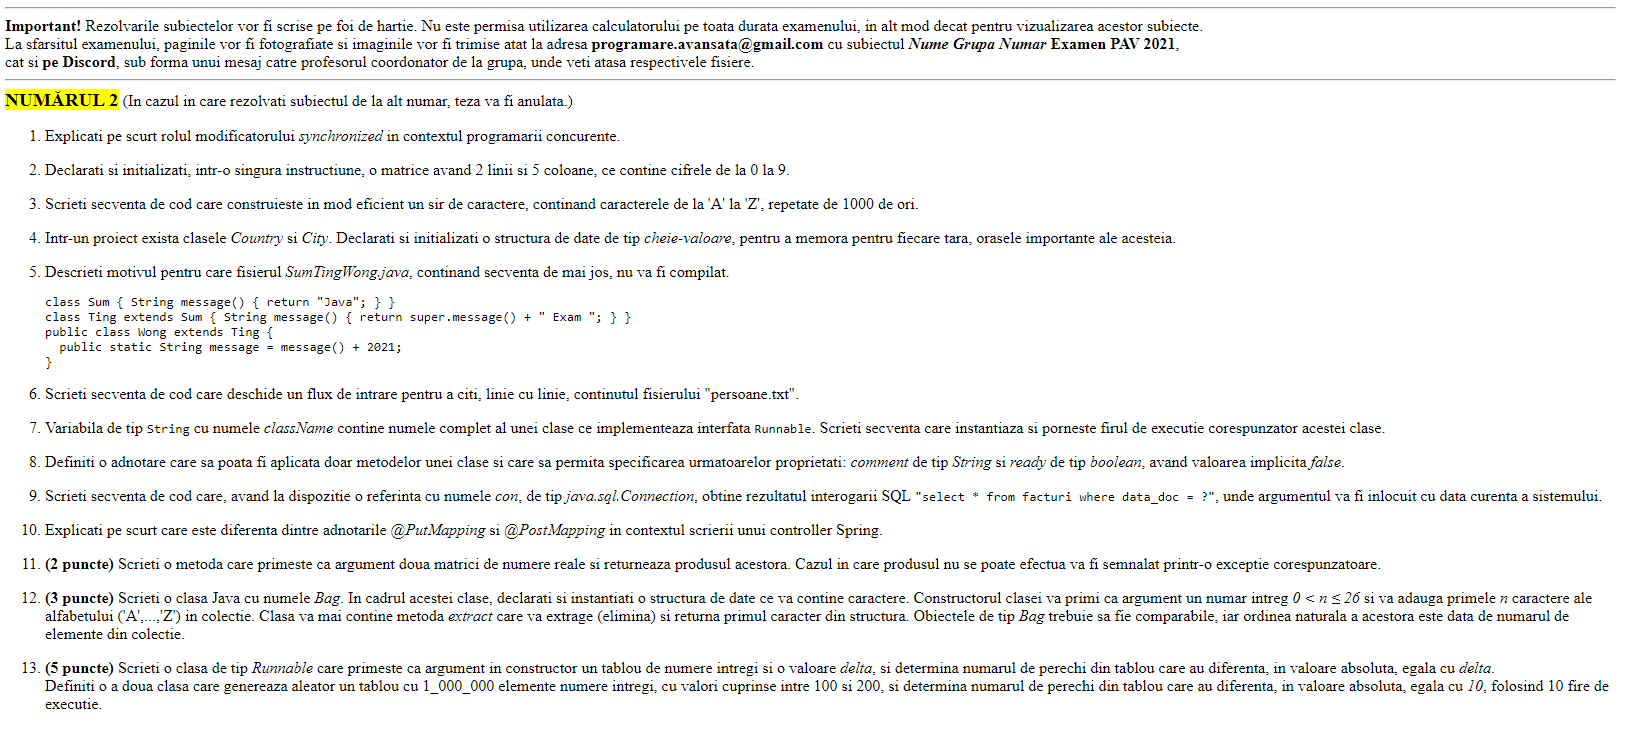 Important! Rezolvarile subiectelor vor fi scrise pe foi de hartie. Nu este permisa utilizarea calculatorului pe toata durata examenului, in alt mod decat pentru vizualizarea acestor subiecte.
La sfarsitul examenului, paginile vor fi fotografiate si imaginile vor fi trimise atat la adresa programare.avansata@gmail.com cu subiectul Nume Grupa Numar Examen PAV 2021,
cat si pe Discord, sub forma unui mesaj catre profesorul coordonator de la grupa, unde veti atasa respectivele fisiere.
NUMĂRUL 2 (In cazul in care rezolvati subiectul de la alt numar, teza va fi anulata.)
1. Explicati pe scurt rolul modificatorului synchronized in contextul programarii concurente.
2. Declarati si initializati, intr-o singura instructiune, o matrice avand 2 linii si 5 coloane, ce contine cifrele de la 0 la 9.
3. Scrieti secventa de cod care construieste in mod eficient un sir de caractere, continand caracterele de la 'A' la 'Z', repetate de 1000 de ori.
4. Intr-un proiect exista clasele Country si City. Declarati si initializati o structura de date de tip cheie-valoare, pentru a memora pentru fiecare tara, orasele importante ale acesteia.
5. Descrieti motivul pentru care fisierul SumTingWong.java, continand secventa de mai jos, nu va fi compilat.
class Sum { String message() { return "Java"; } }
class Ting extends Sum { String message() { return super.message() + " Exam "; } }
public class Wong extends Ting {
  public static String message = message() + 2021;
}
6. Scrieti secventa de cod care deschide un flux de intrare pentru a citi, linie cu linie, continutul fisierului "persoane.txt".
7. Variabila de tip String cu numele className contine numele complet al unei clase ce implementeaza interfata Runnable. Scrieti secventa care instantiaza si porneste firul de executie corespunzator acestei clase.
8. Definiti o adnotare care sa poata fi aplicata doar metodelor unei clase si care sa permita specificarea urmatoarelor proprietati: comment de tip String si ready de tip boolean, avand valoarea implicita false.
9. Scrieti secventa de cod care, avand la dispozitie o referinta cu numele con, de tip java.sql.Connection, obtine rezultatul interogarii SQL "select * from facturi where data_doc = ?", unde argumentul va fi inlocuit cu data curenta a sistemului.
10. Explicati pe scurt care este diferenta dintre adnotarile @PutMapping si @PostMapping in contextul scrierii unui controller Spring.
11. (2 puncte) Scrieti o metoda care primeste ca argument doua matrici de numere reale si returneaza produsul acestora. Cazul in care produsul nu se poate efectua va fi semnalat printr-o exceptie corespunzatoare.
12. (3 puncte) Scrieti o clasa Java cu numele Bag. In cadrul acestei clase, declarati si instantiati o structura de date ce va contine caractere. Constructorul clasei va primi ca argument un numar intreg 0 < n ≤ 26 si va adauga primele n caractere ale
alfabetului ('A',...,'Z') in colectie. Clasa va mai contine metoda extract care va extrage (elimina) si returna primul caracter din structura. Obiectele de tip Bag trebuie sa fie comparabile, iar ordinea naturala a acestora este data de numarul de
elemente din colectie.
13. (5 puncte) Scrieti o clasa de tip Runnable care primeste ca argument in constructor un tablou de numere intregi si o valoare delta, si determina numarul de perechi din tablou care au diferenta, in valoare absoluta, egala cu delta.
Definiti o a doua clasa care genereaza aleator un tablou cu 1_000_000 elemente numere intregi, cu valori cuprinse intre 100 si 200, si determina numarul de perechi din tablou care au diferenta, in valoare absoluta, egala cu 10, folosind 10 fire de
executie.